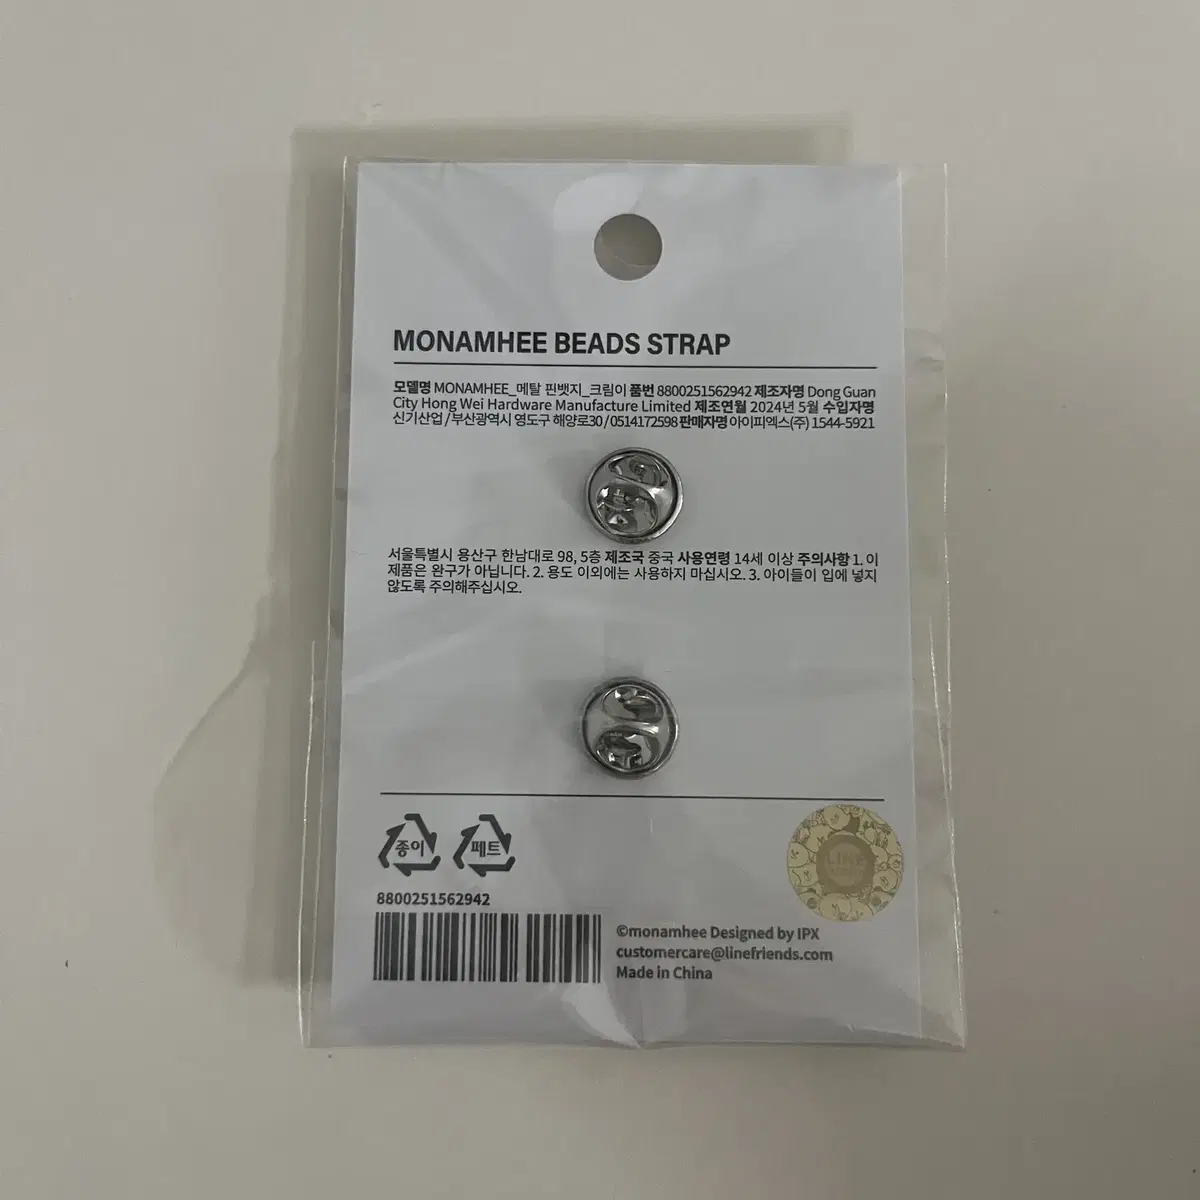 MONAMHEE BEADS STRAP
모델명 MONAMHEE_메탈 핀뱃지_크림이 품번 8800251562942 제조자명 Dong Guan
City Hong Wei Hardware Manufacture Limited 제조연월 2024년 5월 수입자명
신기산업 / 부산광역시 영도구 해양로30 / 0514172598 판매자명 아이피엑스(주) 1544-5921
서울특별시 용산구 한남대로 98, 5층 제조국 중국 사용연령 14세 이상 주의사항 1. 이
제품은 완구가 아닙니다. 2. 용도 이외에는 사용하지 마십시오. 3. 아이들이 입에 넣지
않도록 주의해주십시오.
종이 페트
8800251562942
LINE
©monamhee Designed by IPX
customercare@linefriends.com
Made in China